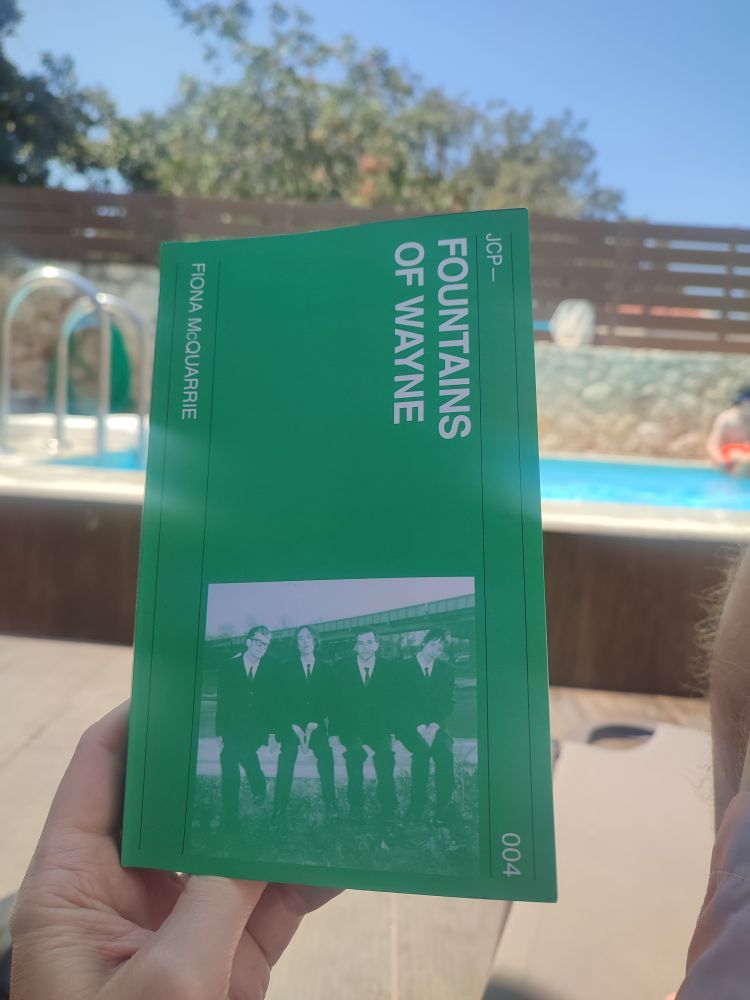 JCP—
FOUNTAINS
OF WAYNE
FIONA McQUARRIE
004